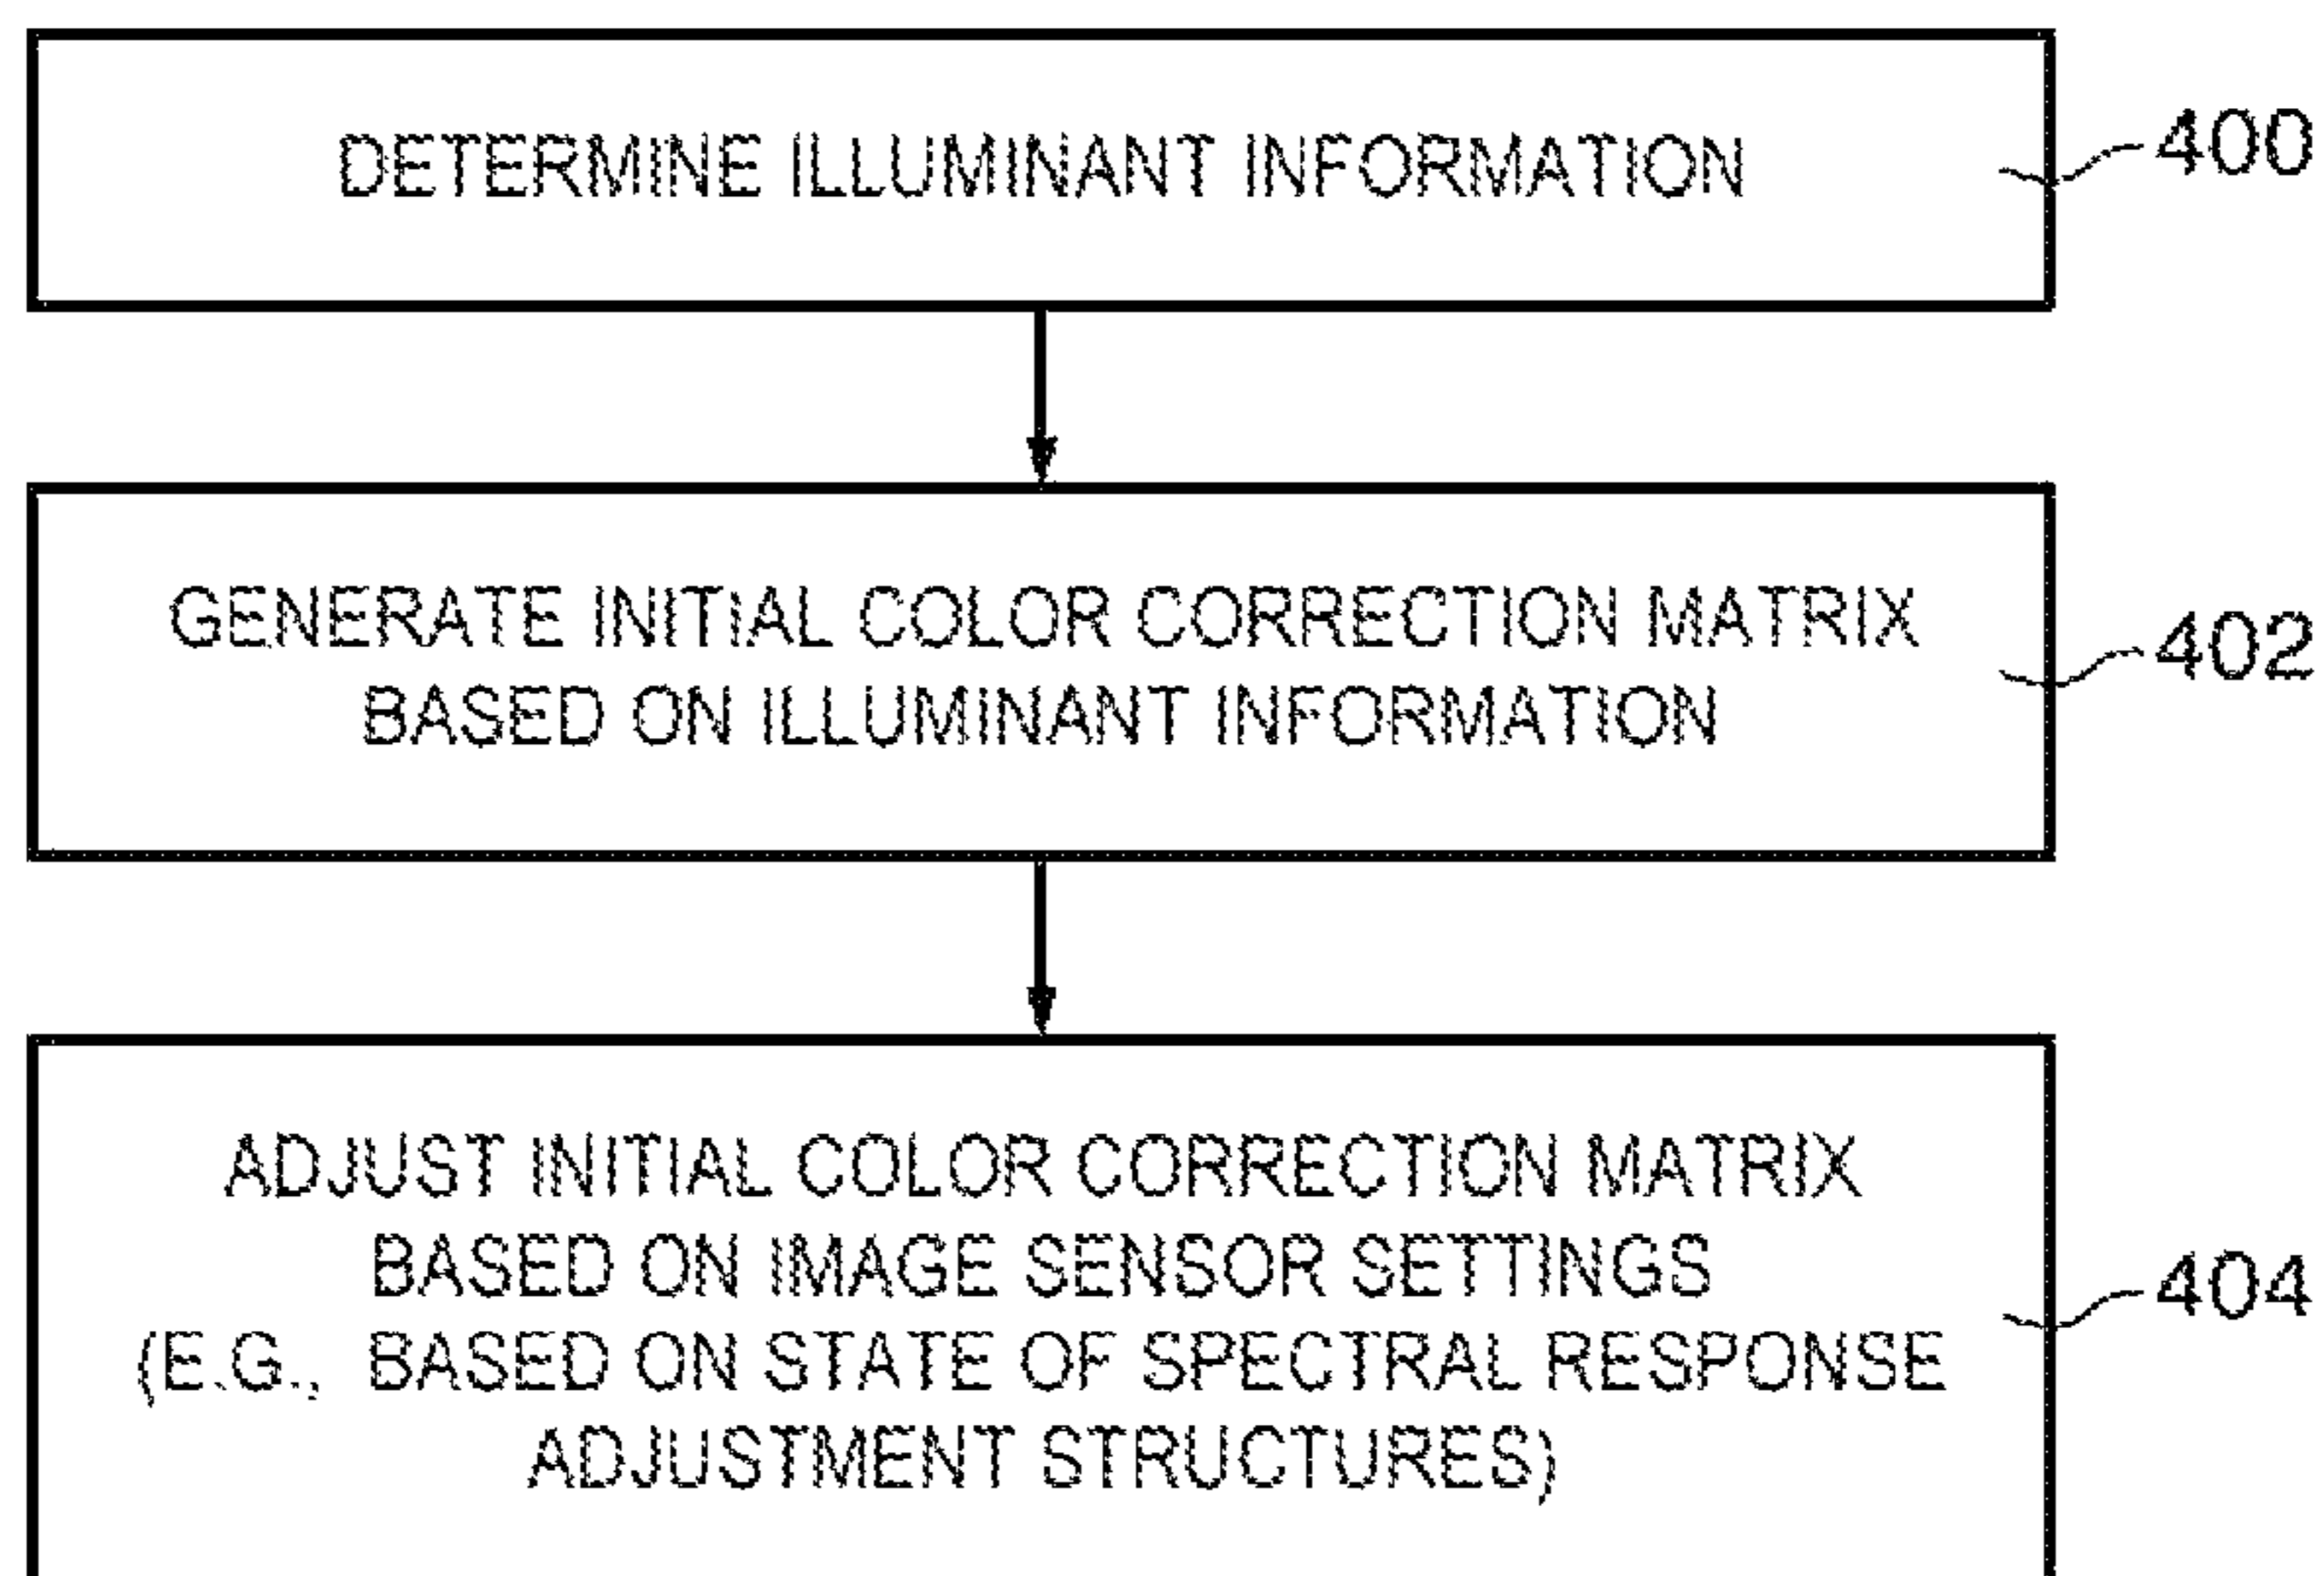 DETERMINE ILLUMINANT INFORMATION
400
GENERATE INITIAL COLOR CORRECTION MATRIX
BASED ON ILLUMINANT INFORMATION
402
ADJUST INITIAL COLOR CORRECTION MATRIX
BASED ON IMAGE SENSOR SETTINGS
(E.G., BASED ON STATE OF SPECTRAL RESPONSE
ADJUSTMENT STRUCTURES)
404